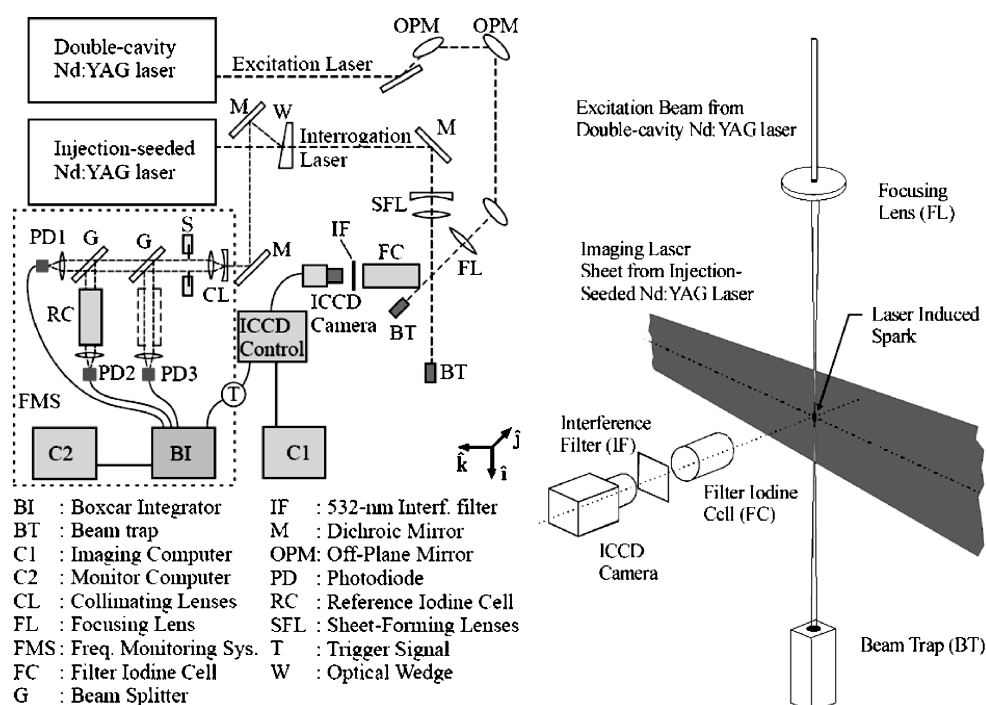 Double-cavity
Nd:YAG laser
Excitation Laser
OPM
OPM
M
W
Injection-seeded
Nd:YAG laser
Interrogation
Laser
M
SFL
S
PD1
G
G
M
CL
IF
FC
FL
ICCD
Camera
BT
RC
ICCD
Control
BT
PD2
PD3
FMS
T
C2
BI
C1
ĵ
k̂
î
BI : Boxcar Integrator
BT : Beam trap
C1 : Imaging Computer
C2 : Monitor Computer
CL : Collimating Lenses
FL : Focusing Lens
FMS : Freq. Monitoring Sys.
FC : Filter Iodine Cell
G : Beam Splitter
IF : 532-nm Interf. filter
M : Dichroic Mirror
OPM: Off-Plane Mirror
PD : Photodiode
RC : Reference Iodine Cell
SFL : Sheet-Forming Lenses
T : Trigger Signal
W : Optical Wedge
Excitation Beam from
Double-cavity Nd:YAG laser
Focusing
Lens (FL)
Imaging Laser
Sheet from Injection-
Seeded Nd:YAG Laser
Laser Induced
Spark
Interference
Filter (IF)
Filter Iodine
Cell (FC)
ICCD
Camera
Beam Trap (BT)